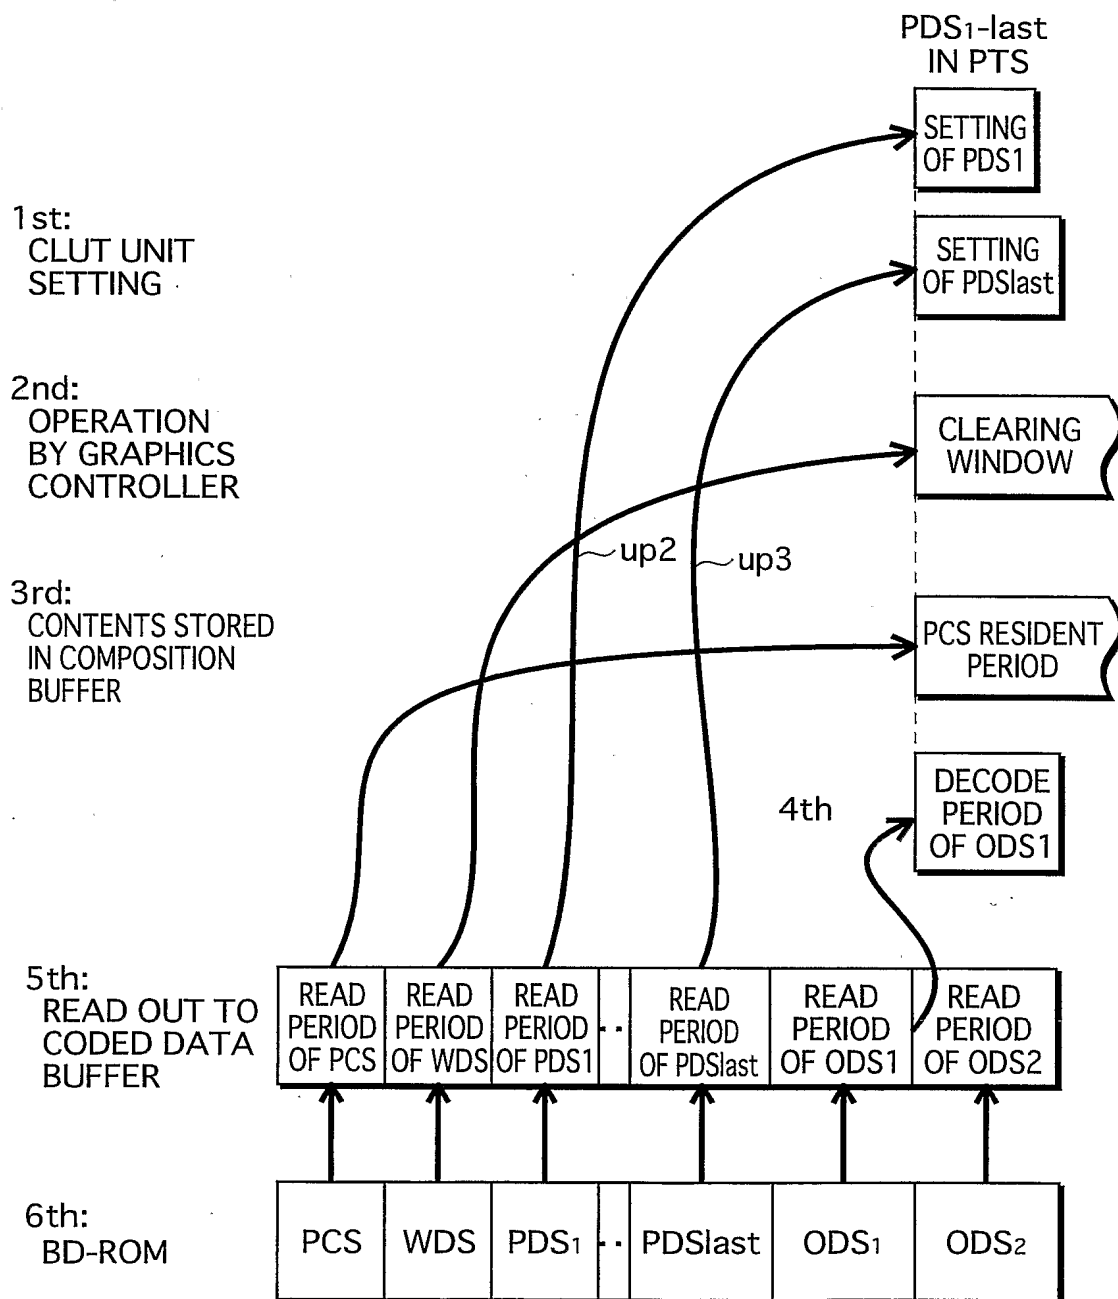 PDS1-last
IN PTS
SETTING
OF PDS1
1st:
CLUT UNIT
SETTING
SETTING
OF PDSlast
2nd:
OPERATION
BY GRAPHICS
CONTROLLER
CLEARING
WINDOW
up2
up3
3rd:
CONTENTS STORED
IN COMPOSITION
BUFFER
PCS RESIDENT
PERIOD
4th
DECODE
PERIOD
OF ODS1
5th:
READ OUT TO
CODED DATA
BUFFER
READ
PERIOD
OF PCS
READ
PERIOD
OF WDS
READ
PERIOD
OF PDS1
··
READ
PERIOD
OF PDSlast
READ
PERIOD
OF ODS1
READ
PERIOD
OF ODS2
6th:
BD-ROM
PCS
WDS
PDS1
··
PDSlast
ODS1
ODS2